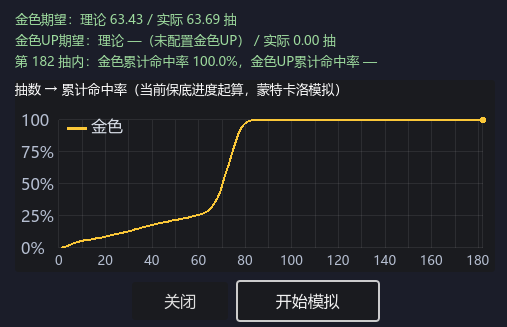 金色期望：理论 63.43 / 实际 63.69 抽
金色UP期望：理论 —（未配置金色UP） / 实际 0.00 抽
第 182 抽内：金色累计命中率 100.0%，金色UP累计命中率 —
抽数 → 累计命中率（当前保底进度起算，蒙特卡洛模拟）
100
金色
75%
50%
25%
0%
0 20 40 60 80 100 120 140 160 180
关闭 开始模拟